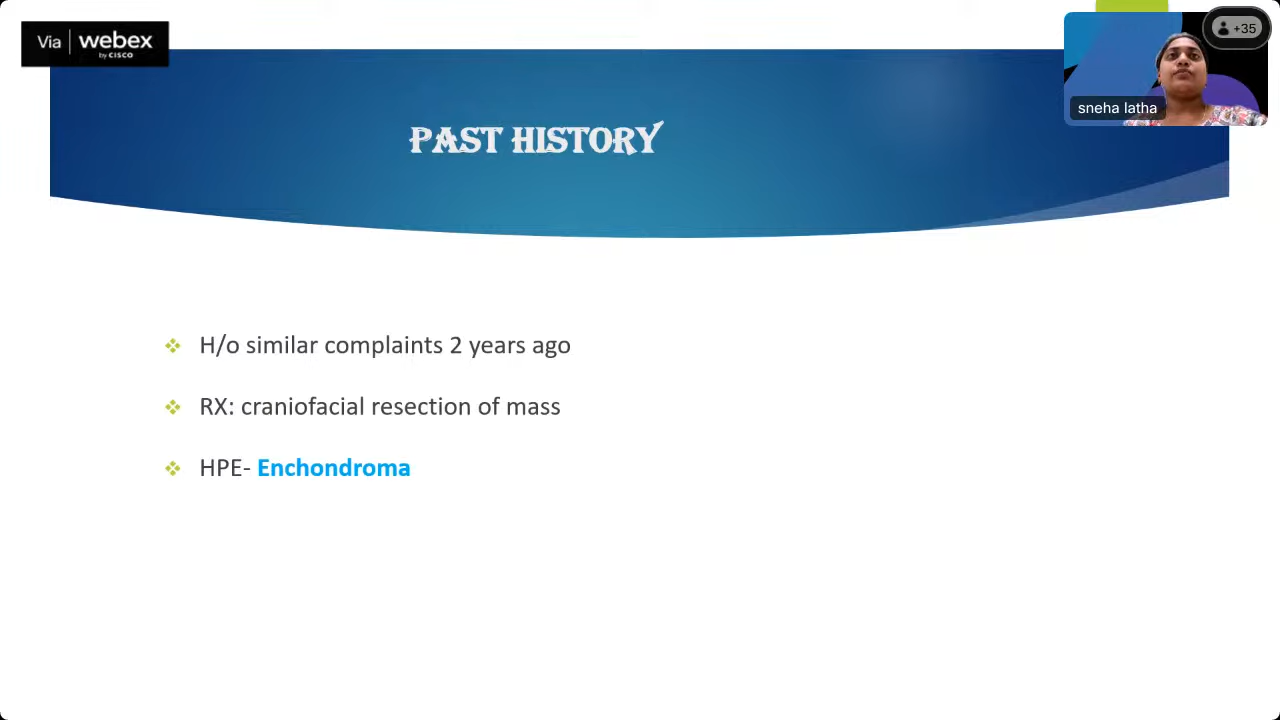 Via webex
by CISCO
+35
sneha latha
PAST HISTORY
H/o similar complaints 2 years ago
RX: craniofacial resection of mass
HPE- Enchondroma